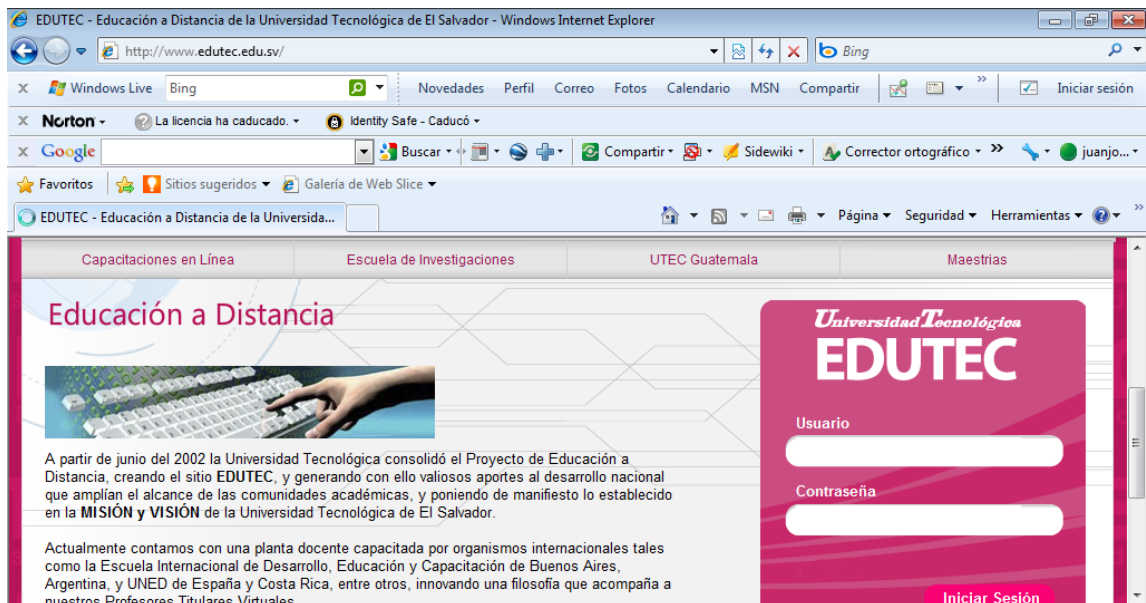 EDUTEC - Educación a Distancia de la Universidad Tecnológica de El Salvador - Windows Internet Explorer
http://www.edutec.edu.sv/ Bing
Windows Live Bing Novedades Perfil Correo Fotos Calendario MSN Compartir » Iniciar sesión
Norton La licencia ha caducado. Identity Safe - Caducó
Google Buscar Compartir Sidewiki Corrector ortográfico » juanjo...
Favoritos Sitios sugeridos Galería de Web Slice
EDUTEC - Educación a Distancia de la Universida... Página Seguridad Herramientas »
Capacitaciones en Línea Escuela de Investigaciones UTEC Guatemala Maestrias
Educación a Distancia
A partir de junio del 2002 la Universidad Tecnológica consolidó el Proyecto de Educación a
Distancia, creando el sitio EDUTEC, y generando con ello valiosos aportes al desarrollo nacional
que amplían el alcance de las comunidades académicas, y poniendo de manifiesto lo establecido
en la MISIÓN y VISIÓN de la Universidad Tecnológica de El Salvador.
Actualmente contamos con una planta docente capacitada por organismos internacionales tales
como la Escuela Internacional de Desarrollo, Educación y Capacitación de Buenos Aires,
Argentina, y UNED de España y Costa Rica, entre otros, innovando una filosofía que acompaña a
nuestros Profesores Titulares Virtuales
Universidad Tecnológica
EDUTEC
Usuario
Contraseña
Iniciar Sesión